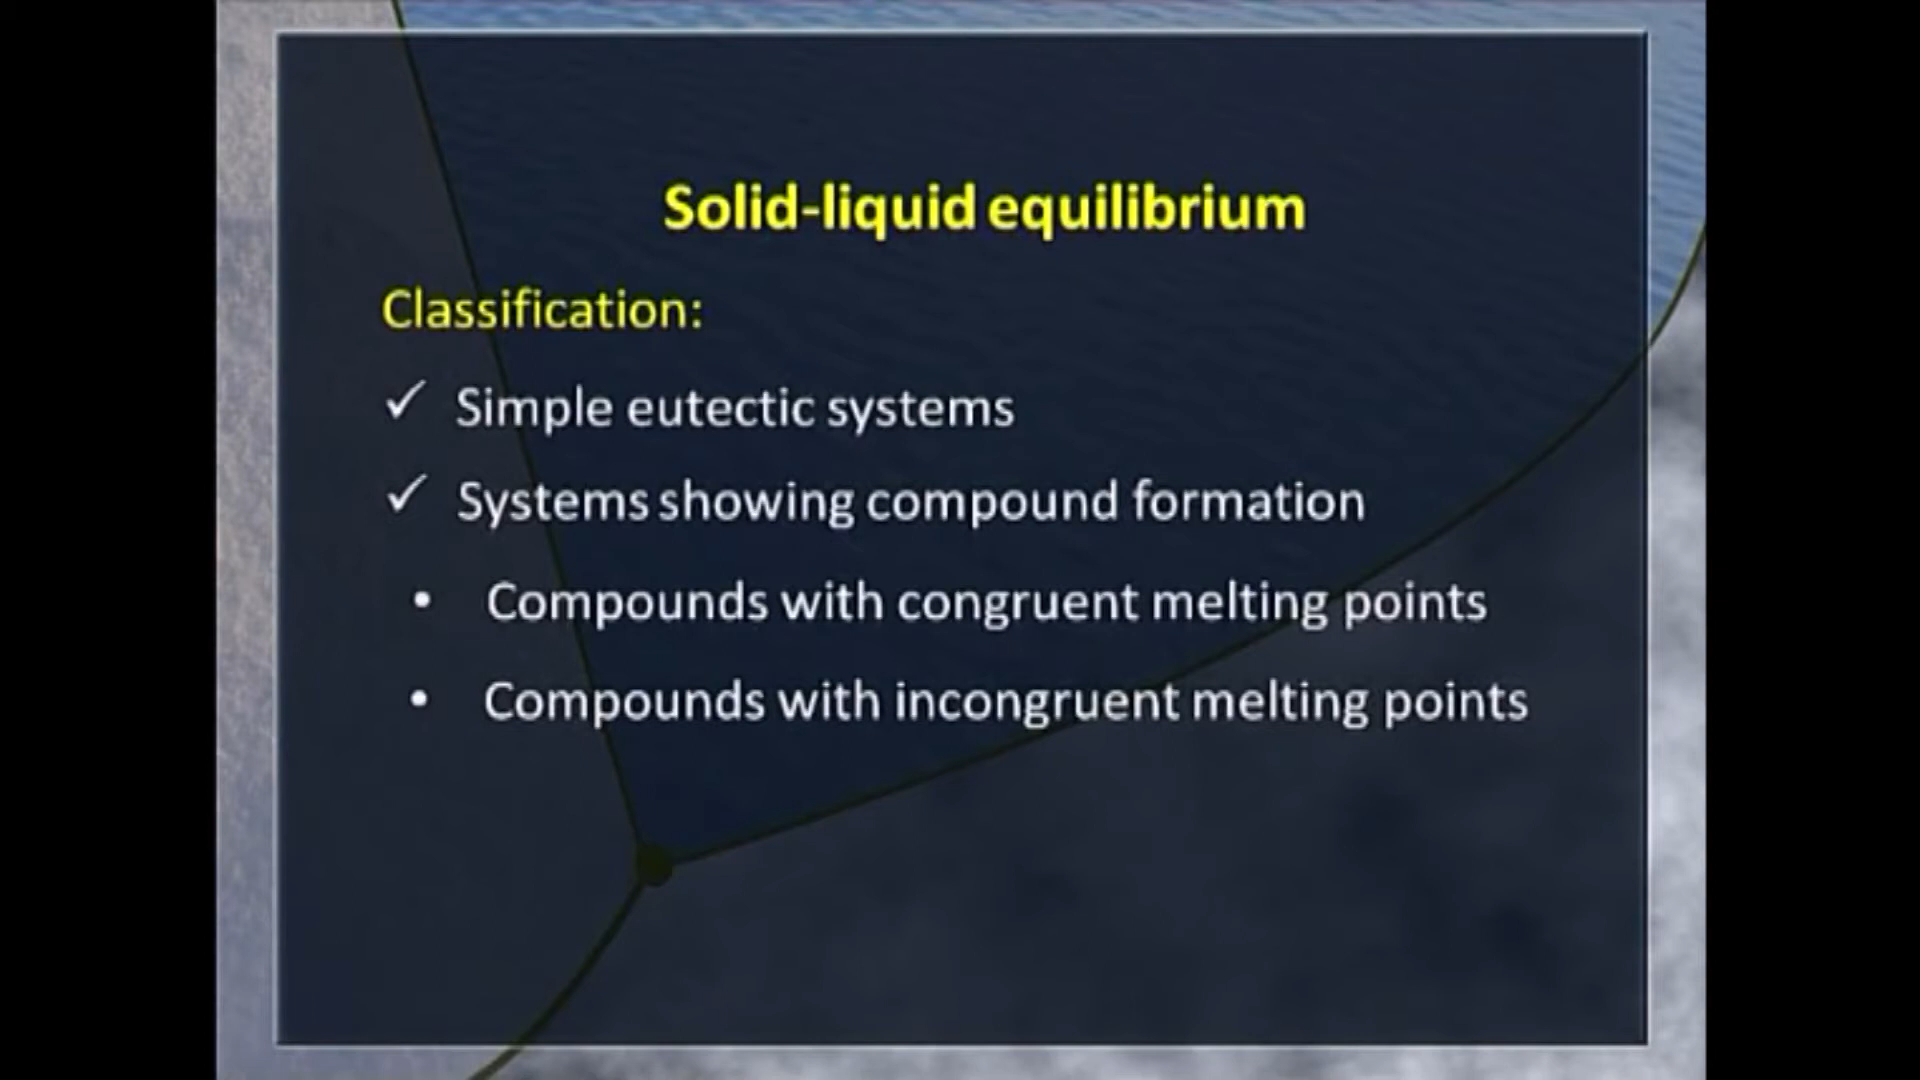 Solid-liquid equilibrium
Classification:
✓ Simple eutectic systems
✓ Systems showing compound formation
• Compounds with congruent melting points
• Compounds with incongruent melting points